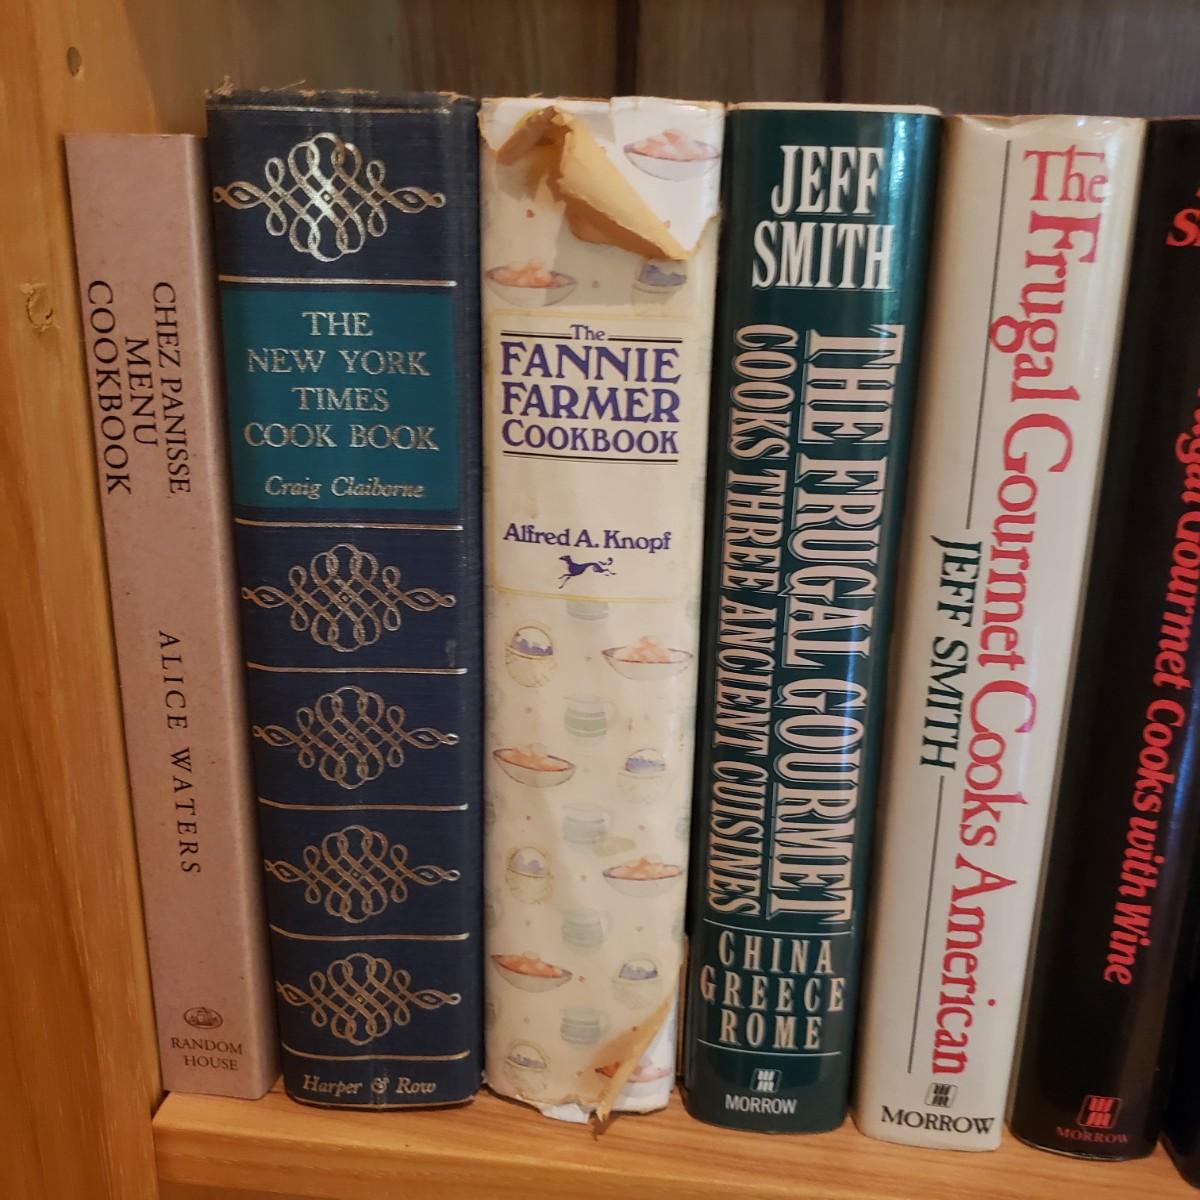 CHEZ PANISSE
MENU
COOKBOOK
ALICE WATERS
RANDOM
HOUSE
THE
NEW YORK
TIMES
COOK BOOK
Craig Claiborne
Harper & Row
The
FANNIE
FARMER
COOKBOOK
Alfred A. Knopf
JEFF
SMITH
THE FRUGAL GOURMET
COOKS THREE ANCIENT CUISINES
CHINA
GREECE
ROME
MORROW
The Frugal Gourmet Cooks American
JEFF SMITH
MORROW
Gourmet Cooks with Wine
MORROW